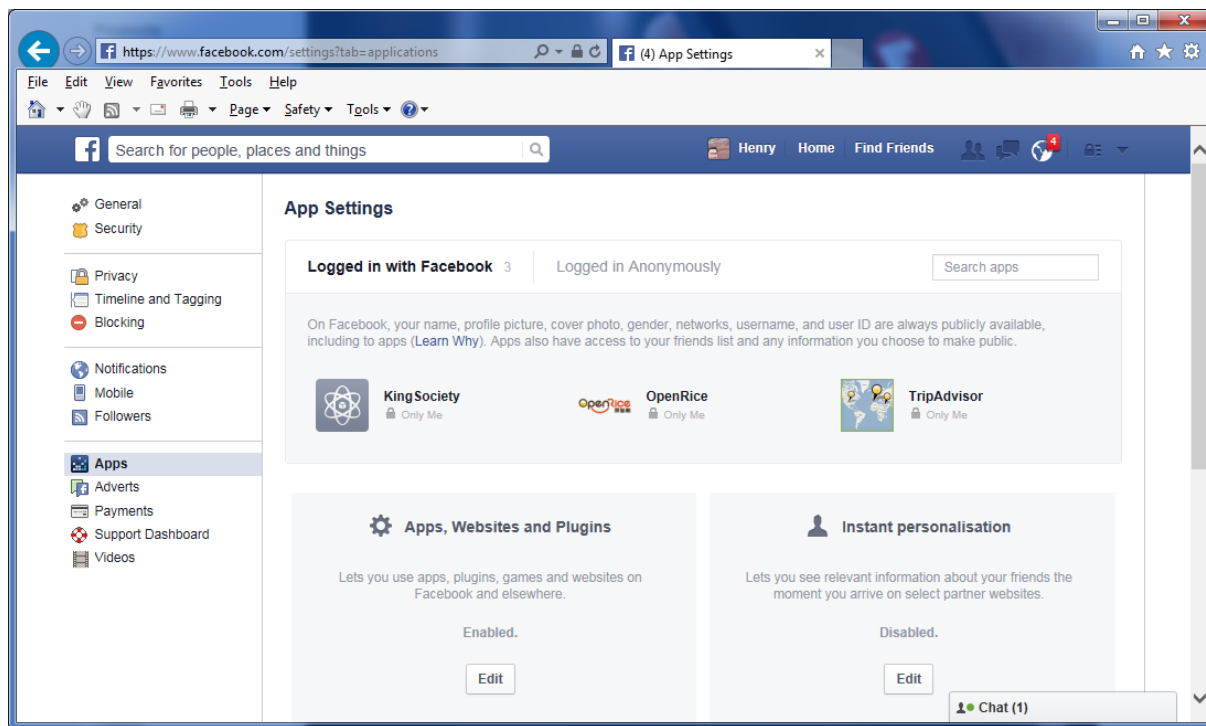 https://www.facebook.com/settings?tab=applications
(4) App Settings
File Edit View Favorites Tools Help
Page Safety Tools
Search for people, places and things
Henry Home Find Friends 4
General
Security
Privacy
Timeline and Tagging
Blocking
Notifications
Mobile
Followers
Apps
Adverts
Payments
Support Dashboard
Videos
App Settings
Logged in with Facebook 3 Logged in Anonymously Search apps
On Facebook, your name, profile picture, cover photo, gender, networks, username, and user ID are always publicly available,
including to apps (Learn Why). Apps also have access to your friends list and any information you choose to make public.
KingSociety
Only Me
OpenRice
OpenRice
Only Me
TripAdvisor
Only Me
Apps, Websites and Plugins
Lets you use apps, plugins, games and websites on
Facebook and elsewhere.
Enabled.
Edit
Instant personalisation
Lets you see relevant information about your friends the
moment you arrive on select partner websites.
Disabled.
Edit
Chat (1)